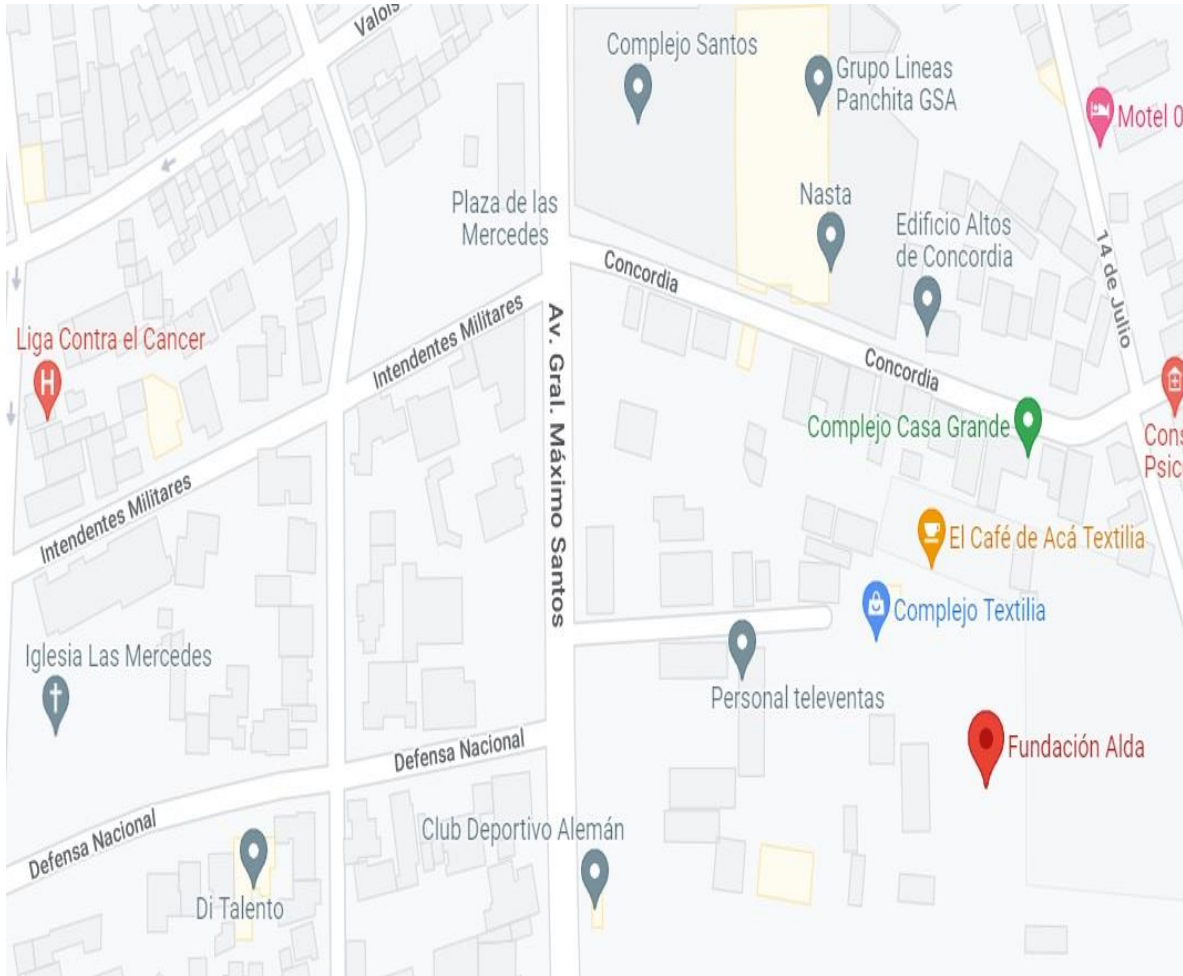 Valois
Complejo Santos
Grupo Lineas
Panchita GSA
Motel 0
Plaza de las
Mercedes
Nasta
Edificio Altos
de Concordia
14 de Julio
Concordia
Intendentes Militares
Av. Gral. Máximo Santos
Liga Contra el Cancer
H
Concordia
Complejo Casa Grande
Cons
Psico
Intendentes Militares
El Café de Acá Textilia
Complejo Textilia
Iglesia Las Mercedes
Personal televentas
Defensa Nacional
Fundación Alda
Defensa Nacional
Club Deportivo Alemán
Di Talento